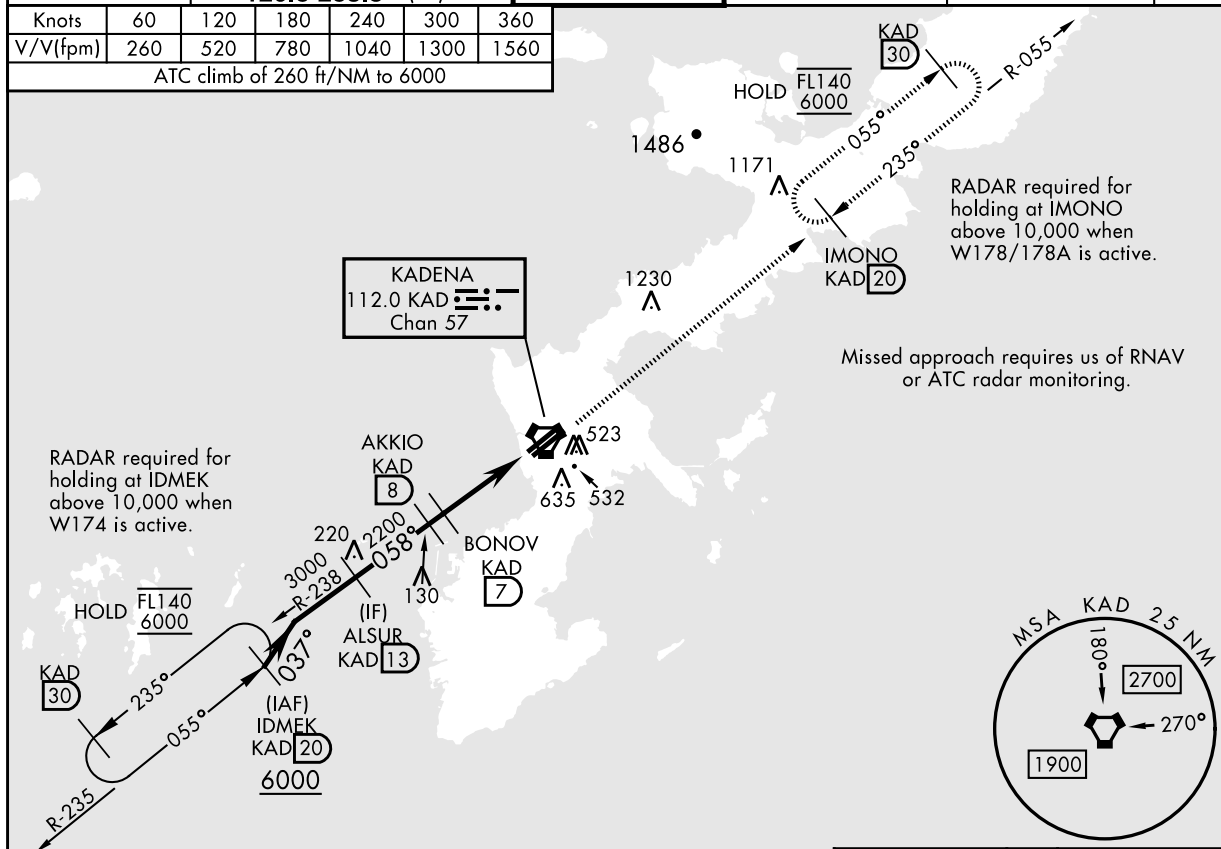 Knots 60 120 180 240 300 360
V/V(fpm) 260 520 780 1040 1300 1560
ATC climb of 260 ft/NM to 6000
KAD
30
R-055
HOLD FL140
6000
055°
235°
1486
1171
RADAR required for
holding at IMONO
above 10,000 when
W178/178A is active.
IMONO
KAD 20
KADENA
112.0 KAD
Chan 57
1230
Missed approach requires us of RNAV
or ATC radar monitoring.
523
635
532
AKKIO
KAD
8
RADAR required for
holding at IDMEK
above 10,000 when
W174 is active.
220
2200
058°
3000
R-238
BONOV
KAD
7
130
HOLD FL140
6000
(IF)
ALSUR
KAD 13
037°
KAD
30
235°
055°
(IAF)
IDMEK
KAD 20
6000
R-235
MSA KAD 25 NM
180°
2700
270°
1900